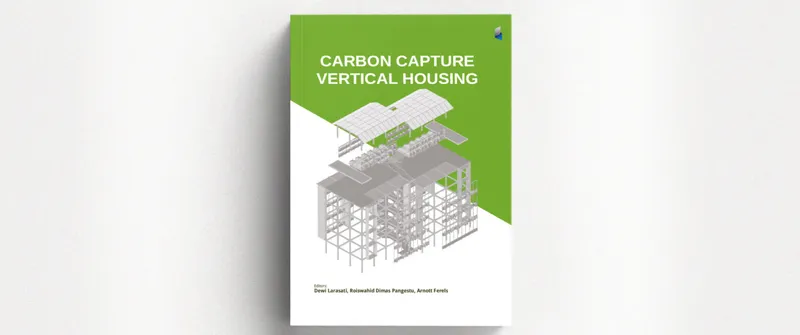 CARBON CAPTURE
VERTICAL HOUSING
Editors:
Dewi Larasati, Roiswahid Dimas Pangestu, Arnott Ferels